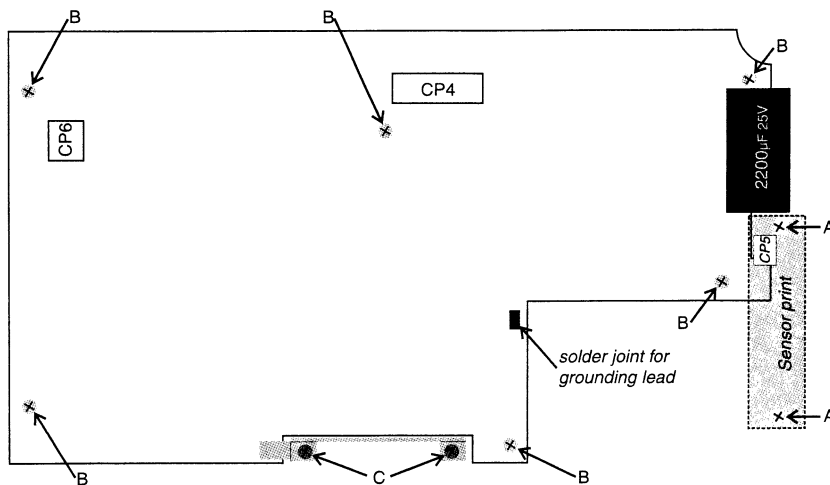 B
B
B
CP4
CP6
2200µF 25V
A
CP5
B
Sensor print
solder joint for
grounding lead
A
B
C
B